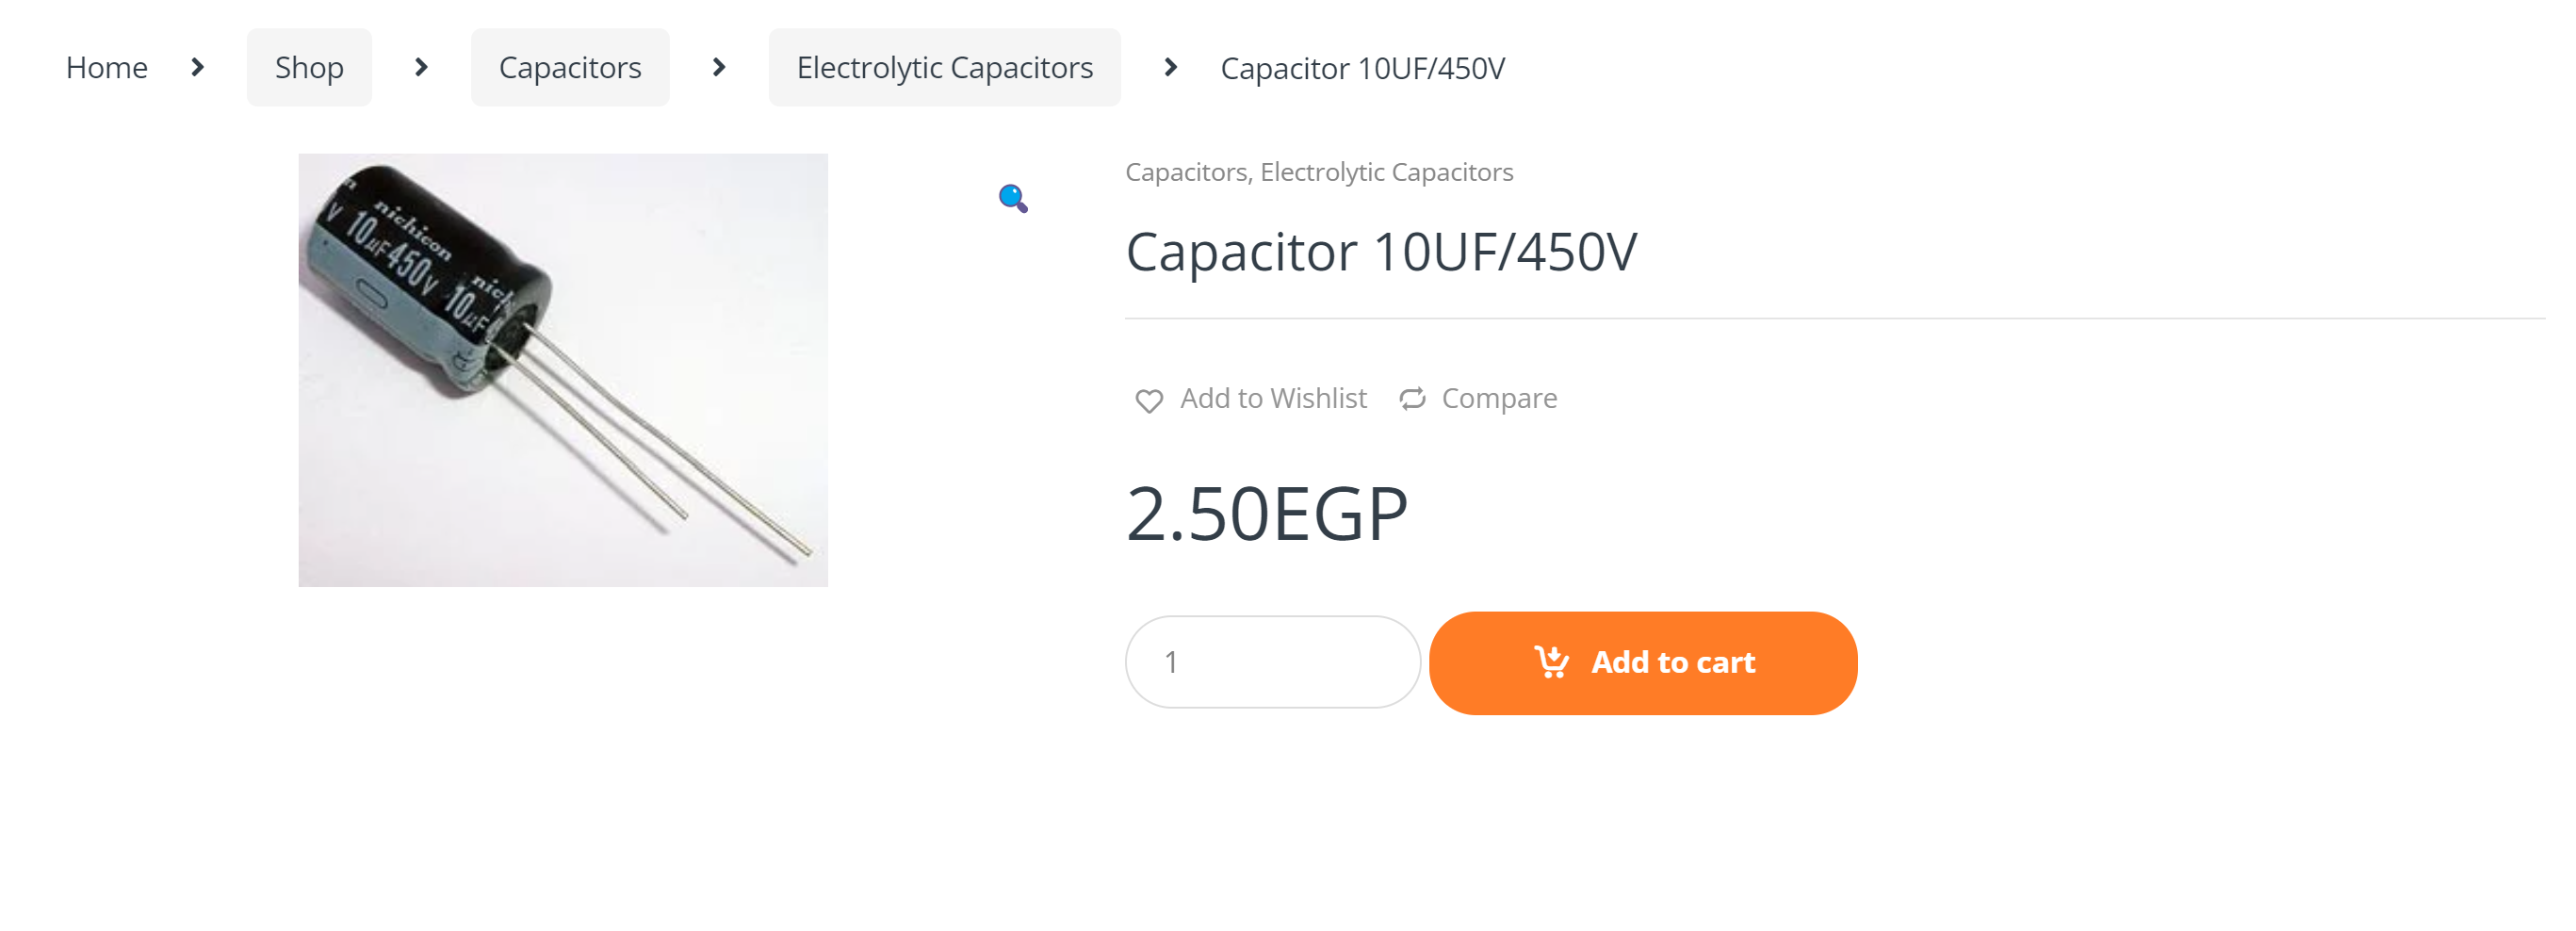 Home
Shop
Capacitors
Electrolytic Capacitors
Capacitor 10UF/450V
n
V 10µF 450V 10µF
nichicon nich
Capacitors, Electrolytic Capacitors
Capacitor 10UF/450V
Add to Wishlist
Compare
2.50EGP
1
Add to cart